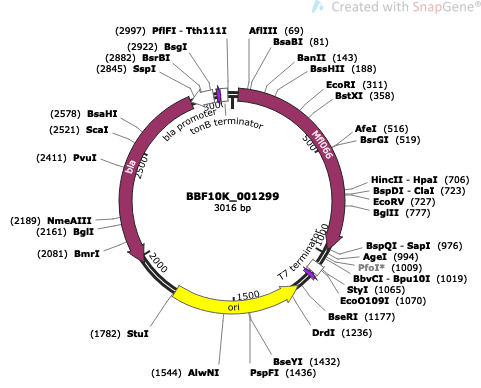 Created with SnapGene®
(2997) PflFI - Tth111I
(2922) BsgI
(2882) BsrBI
(2845) SspI
AflIII (69)
BsaBI (81)
BanII (143)
BssHII (188)
EcoRI (311)
BstXI (358)
AfeI (516)
BsrGI (519)
HincII - HpaI (706)
BspDI - ClaI (723)
EcoRV (727)
BglII (777)
BspQI - SapI (976)
AgeI (994)
PfoI* (1009)
BbvCI - Bpu10I (1019)
StyI (1065)
EcoO109I (1070)
BseRI (1177)
DrdI (1236)
BseYI (1432)
PspFI (1436)
(1544) AlwNI
(1782) StuI
(2081) BmrI
(2161) BglI
(2189) NmeAIII
(2411) PvuI
(2521) ScaI
(2578) BsaHI
bla promoter
tonB terminator
Mfl066
bla
T7 terminator
ori
500
1000
1500
2000
2500
BBF10K_001299
3016 bp